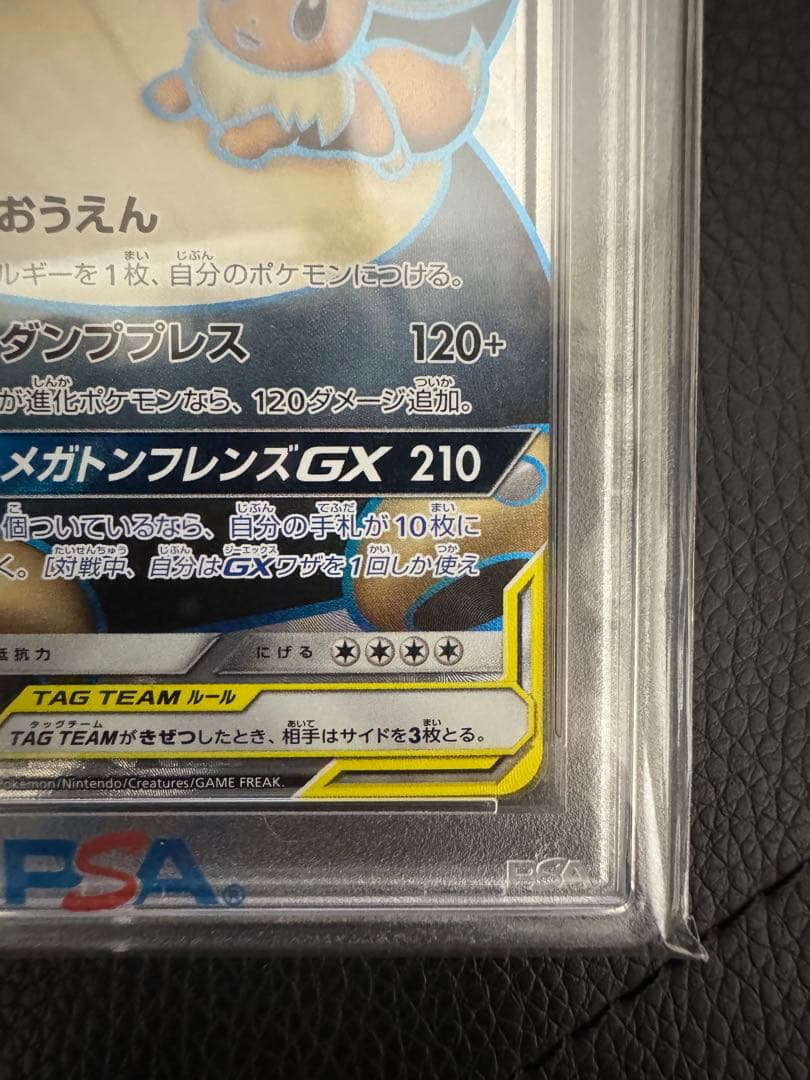 おうえん
ルギーを1枚、自分のポケモンにつける。
ダンププレス 120+
が進化ポケモンなら、120ダメージ追加。
メガトンフレンズGX 210
個ついているなら、自分の手札が10枚に
く。[対戦中、自分はGXワザを1回しか使え
抵抗力 にげる
TAG TEAM ルール
TAG TEAMがきぜつしたとき、相手はサイドを3枚とる。
Pokémon/Nintendo/Creatures/GAME FREAK.
PSA®
PSA